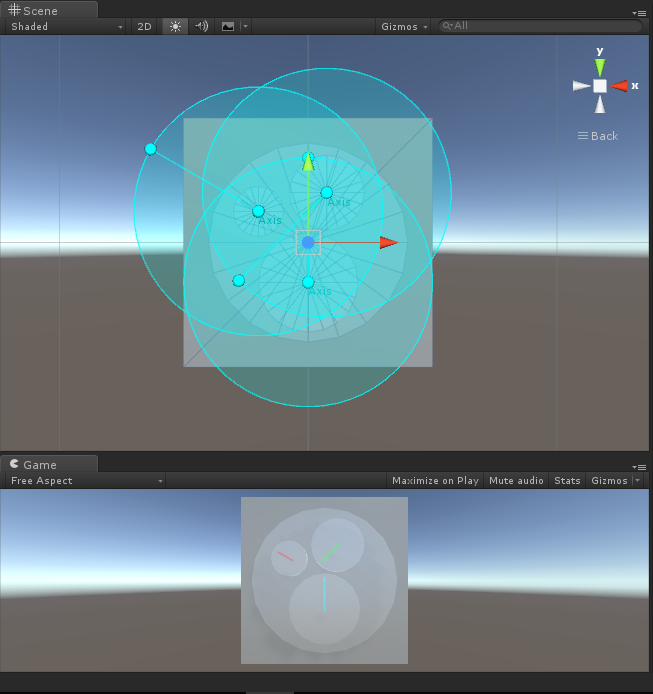 Scene
Shaded 2D Gizmos All
y
x
Back
Axis
Axis
Axis
Game
Free Aspect Maximize on Play Mute audio Stats Gizmos